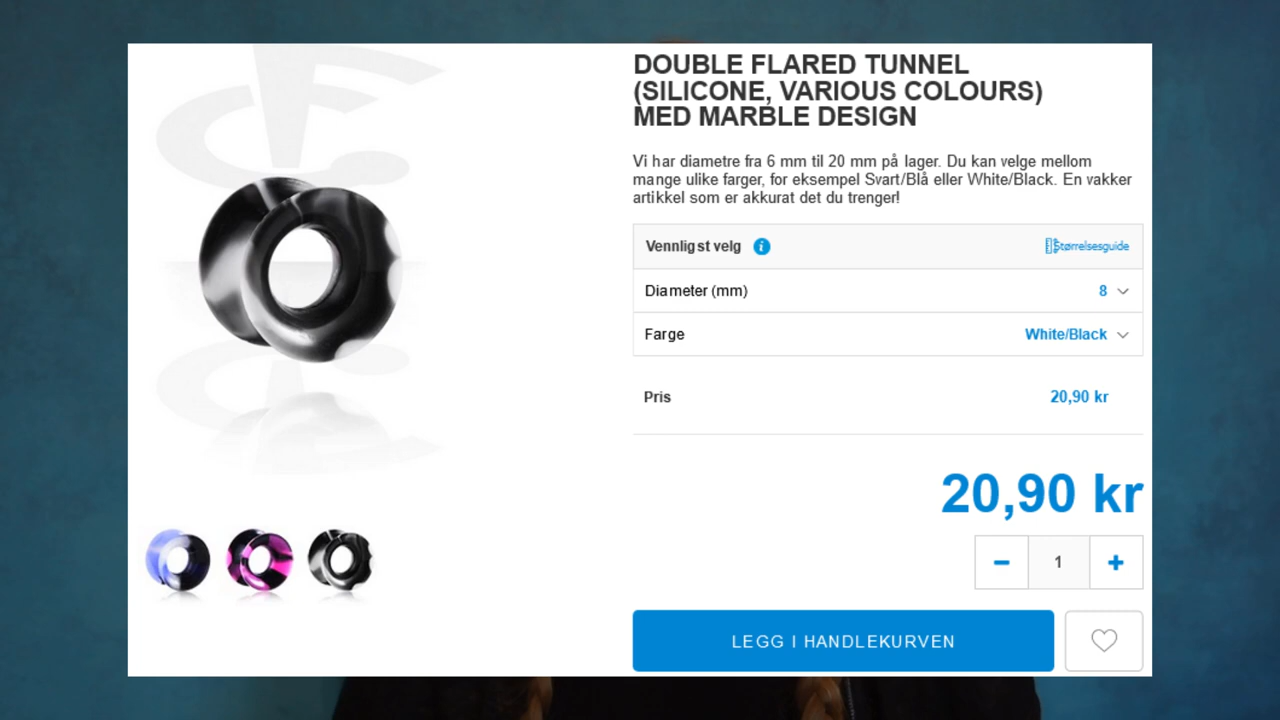 DOUBLE FLARED TUNNEL
(SILICONE, VARIOUS COLOURS)
MED MARBLE DESIGN
Vi har diametre fra 6 mm til 20 mm på lager. Du kan velge mellom
mange ulike farger, for eksempel Svart/Blå eller White/Black. En vakker
artikkel som er akkurat det du trenger!
Vennligst velg
Størrelsesguide
Diameter (mm) 8
Farge White/Black
Pris 20,90 kr
20,90 kr
1
LEGG I HANDLEKURVEN